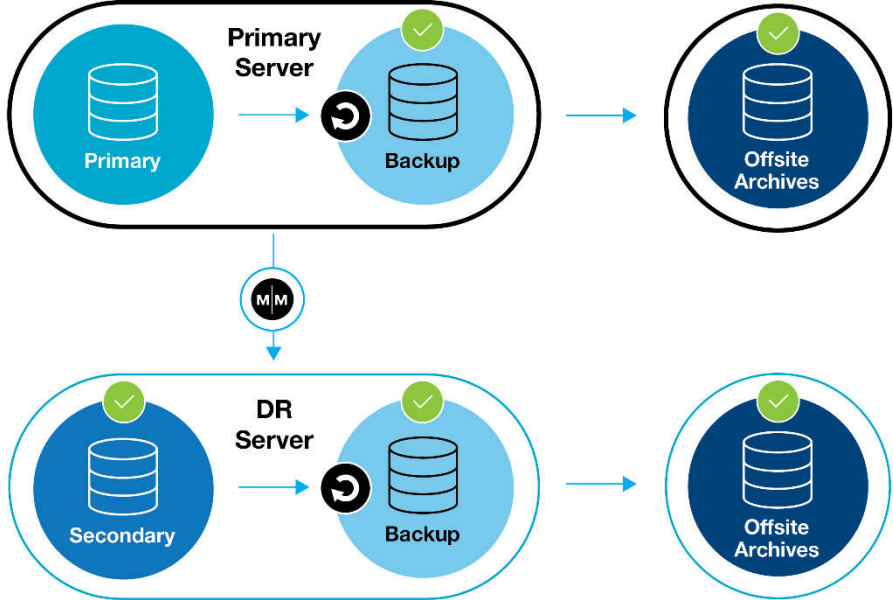 Primary
Server
Primary
Backup
Offsite
Archives
M|M
DR
Server
Secondary
Backup
Offsite
Archives